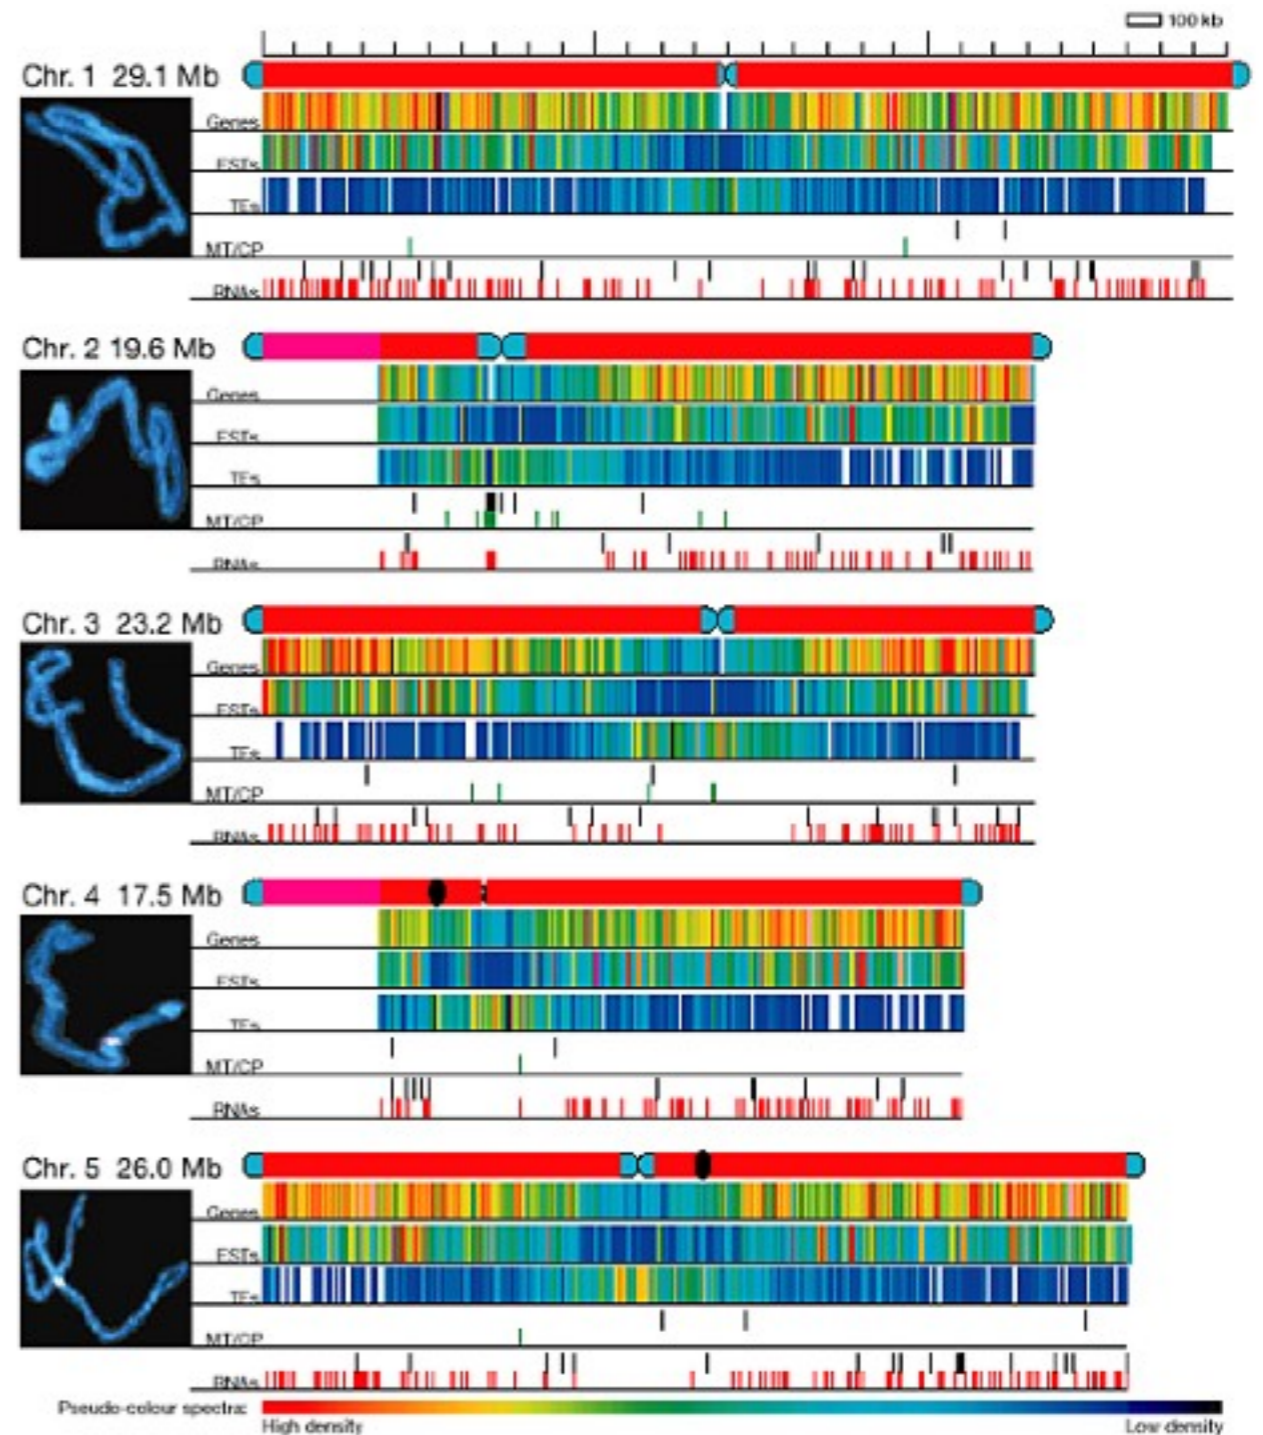 100 kb
Chr. 1 29.1 Mb
Genes
ESTs
TEs
MT/CP
RNAs
Chr. 2 19.6 Mb
Genes
ESTs
TEs
MT/CP
RNAs
Chr. 3 23.2 Mb
Genes
ESTs
TEs
MT/CP
RNAs
Chr. 4 17.5 Mb
Genes
ESTs
TEs
MT/CP
RNAs
Chr. 5 26.0 Mb
Genes
ESTs
TEs
MT/CP
RNAs
Pseudo-colour spectra:
High density Low density